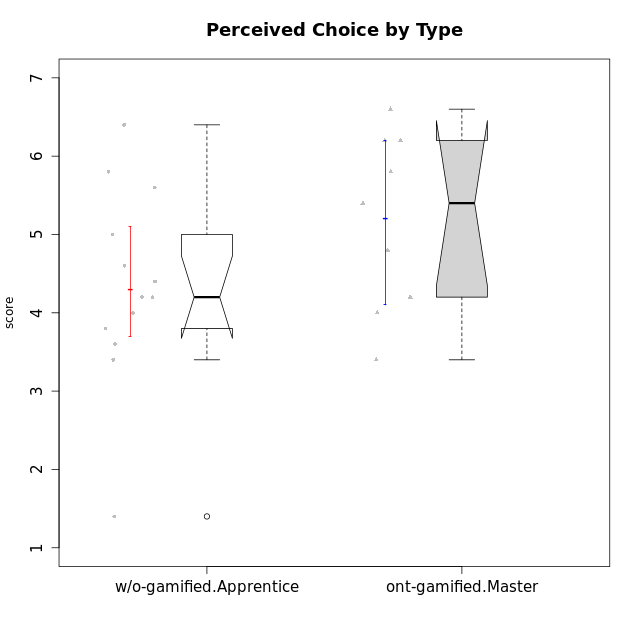 Perceived Choice by Type
7
6
5
4
3
2
1
score
w/o-gamified.Apprentice
ont-gamified.Master